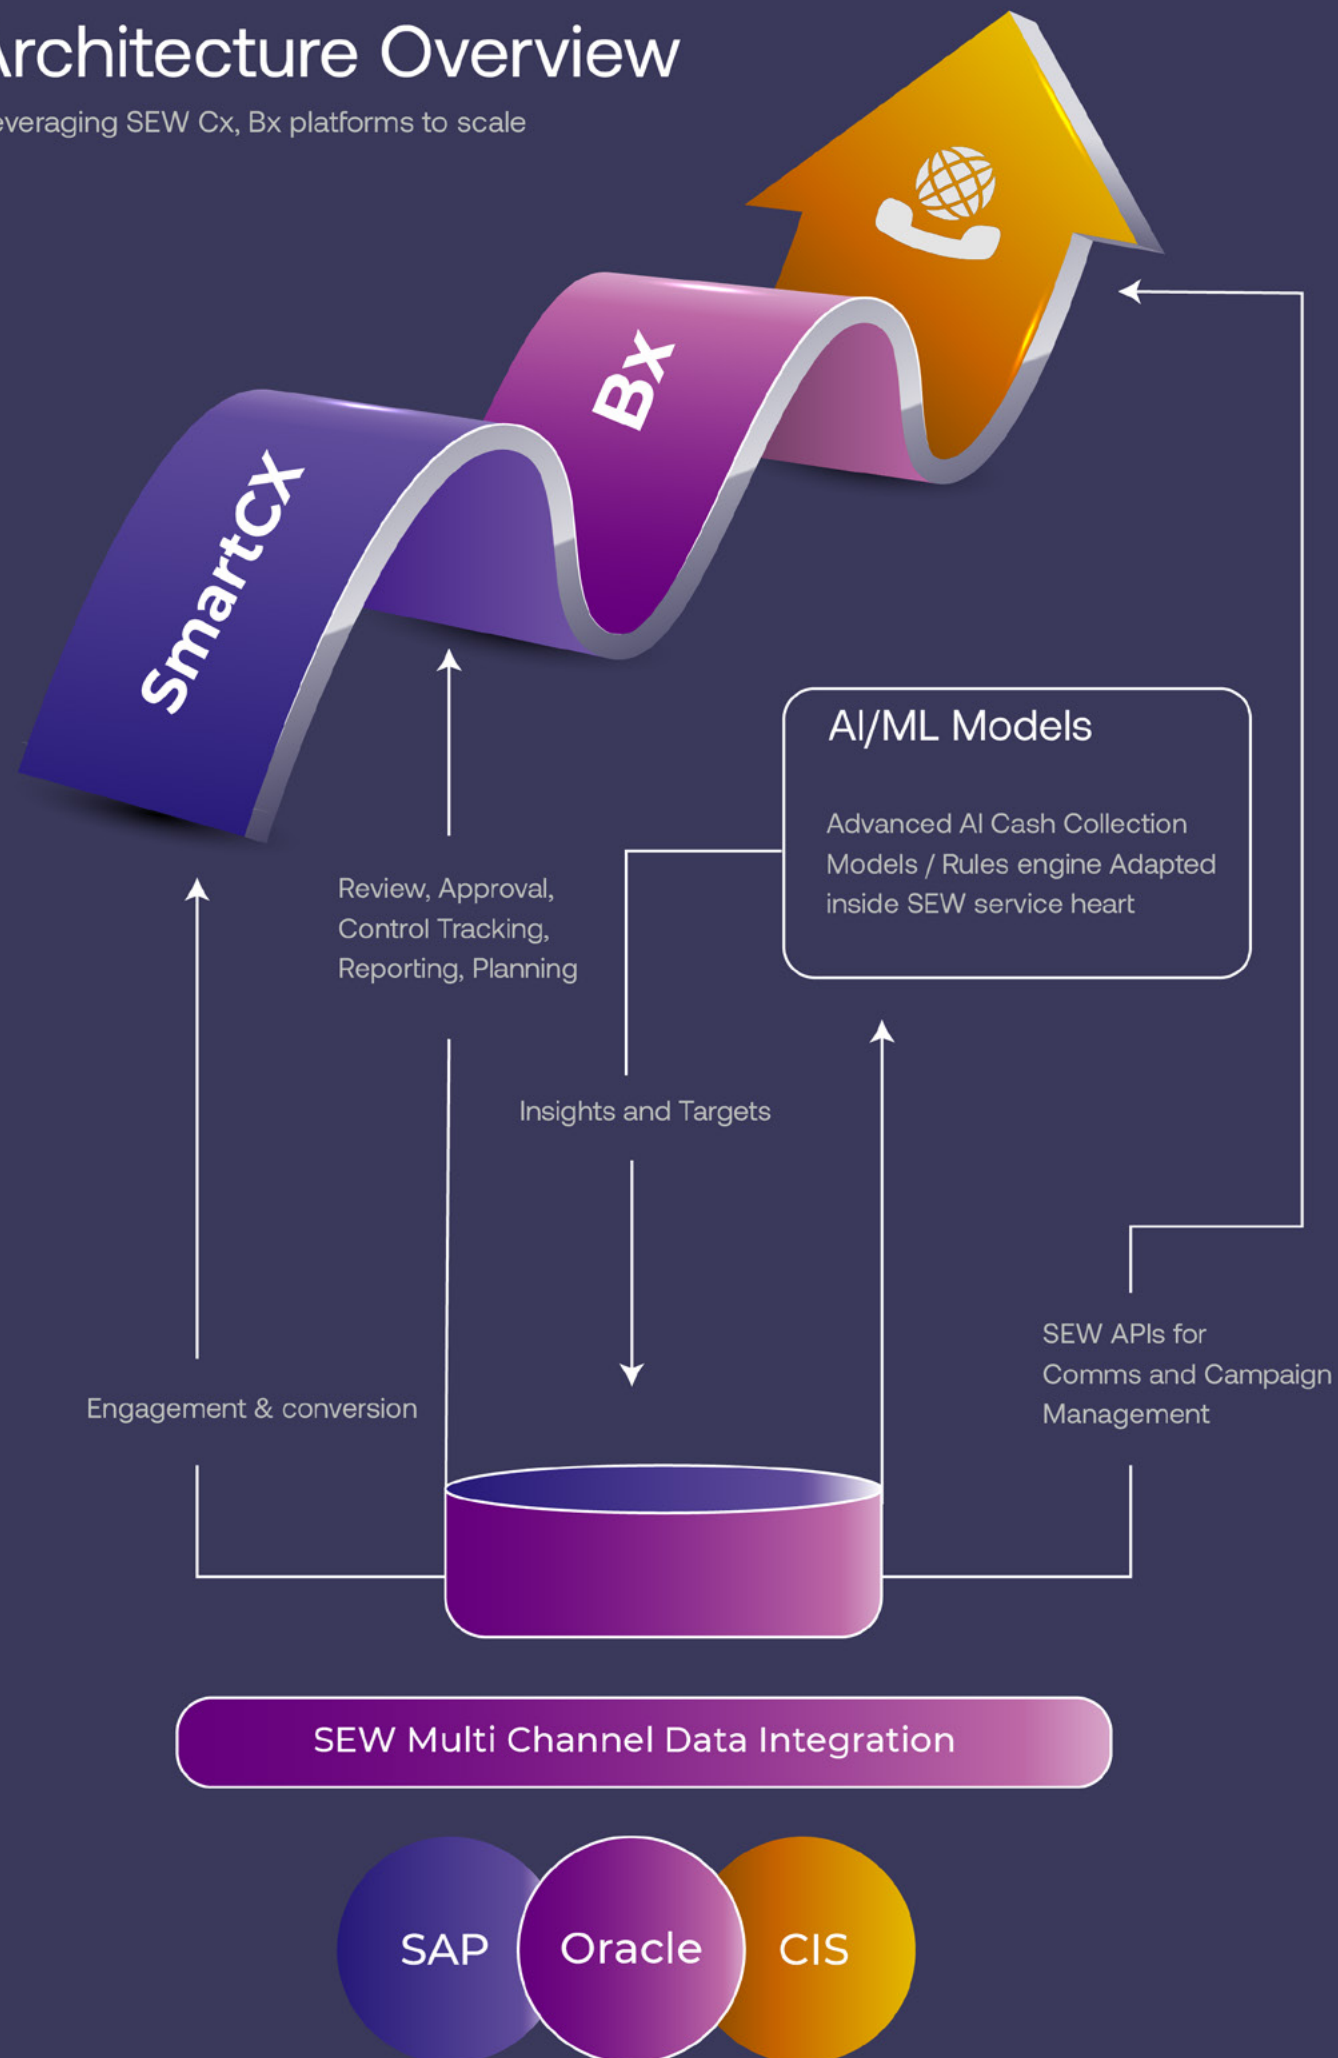 Architecture Overview
everaging SEW Cx, Bx platforms to scale
Bx
SmartCX
AI/ML Models
Advanced AI Cash Collection
Models / Rules engine Adapted
inside SEW service heart
Review, Approval,
Control Tracking,
Reporting, Planning
Insights and Targets
SEW APIs for
Comms and Campaign
Management
Engagement & conversion
SEW Multi Channel Data Integration
SAP
Oracle
CIS